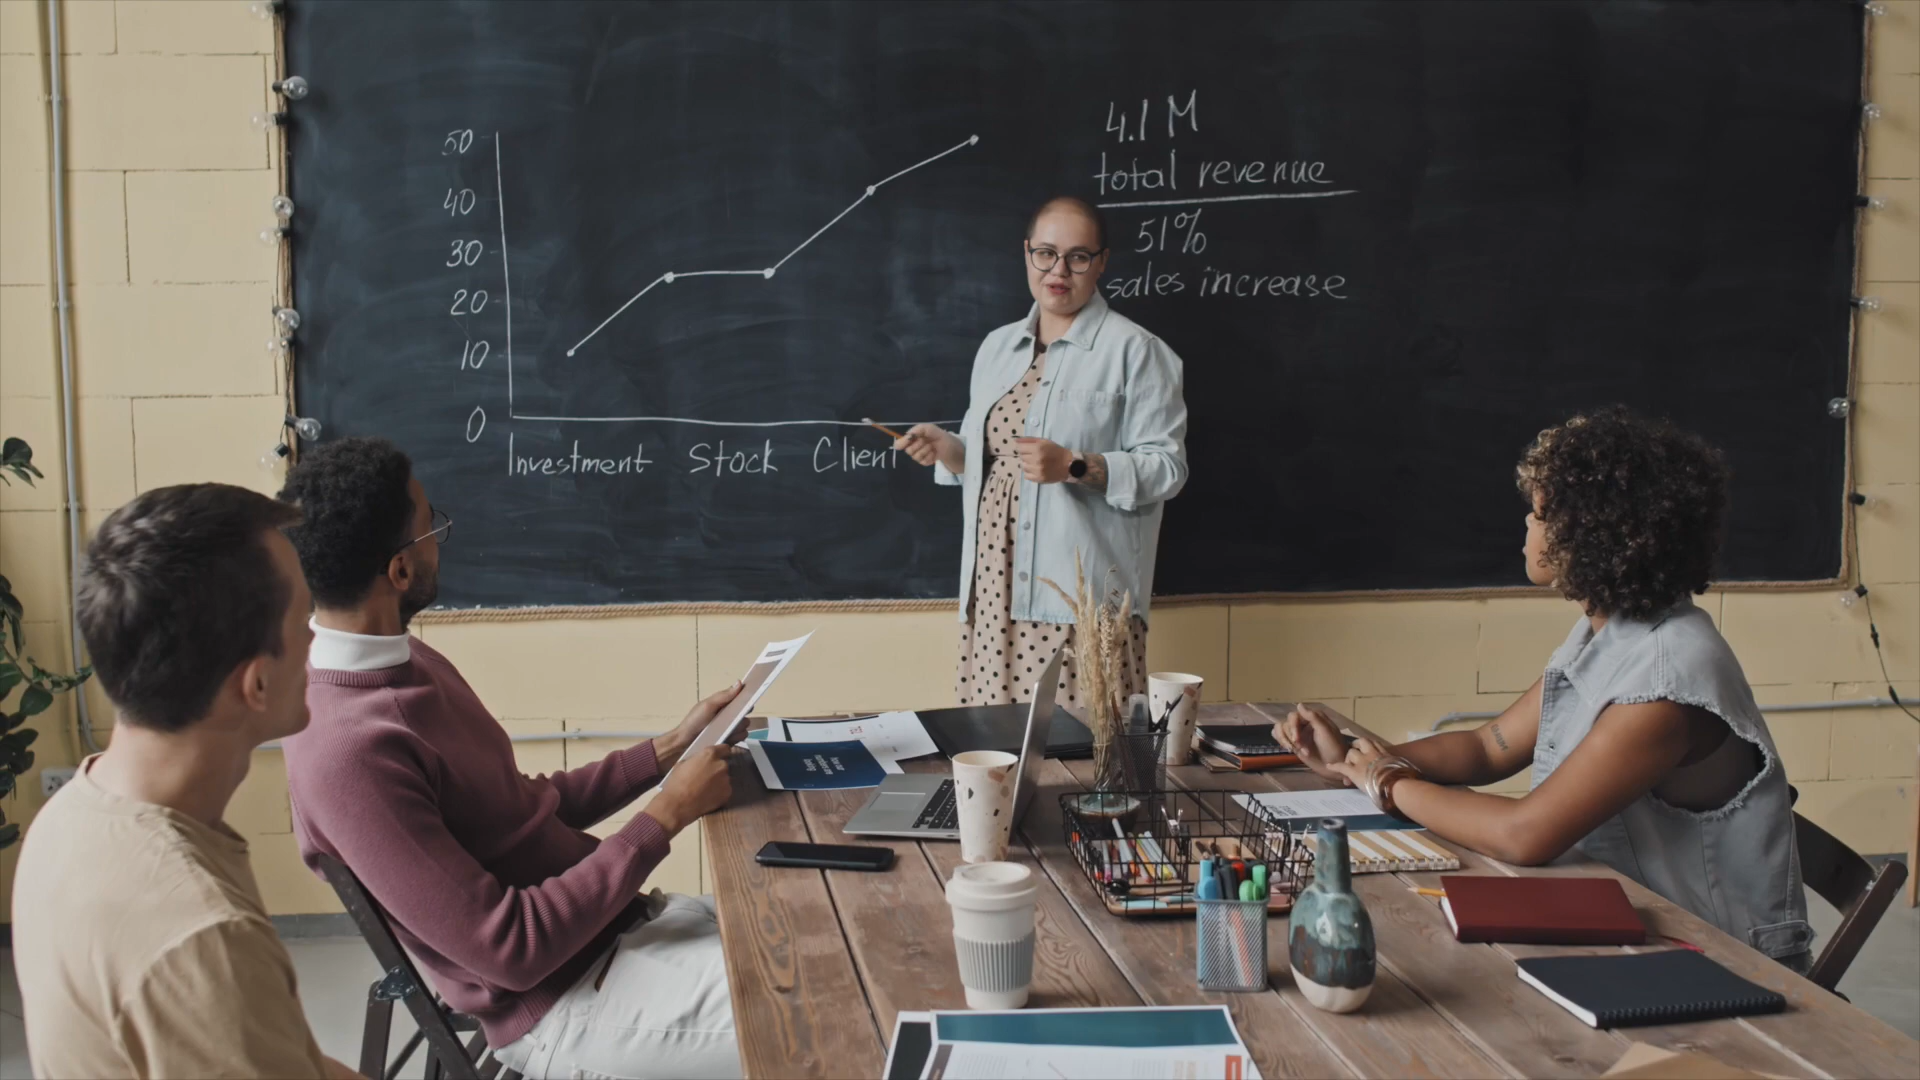 50
40
30
20
10
0
Investment Stock Client
4.1 M
total revenue
51%
sales increase